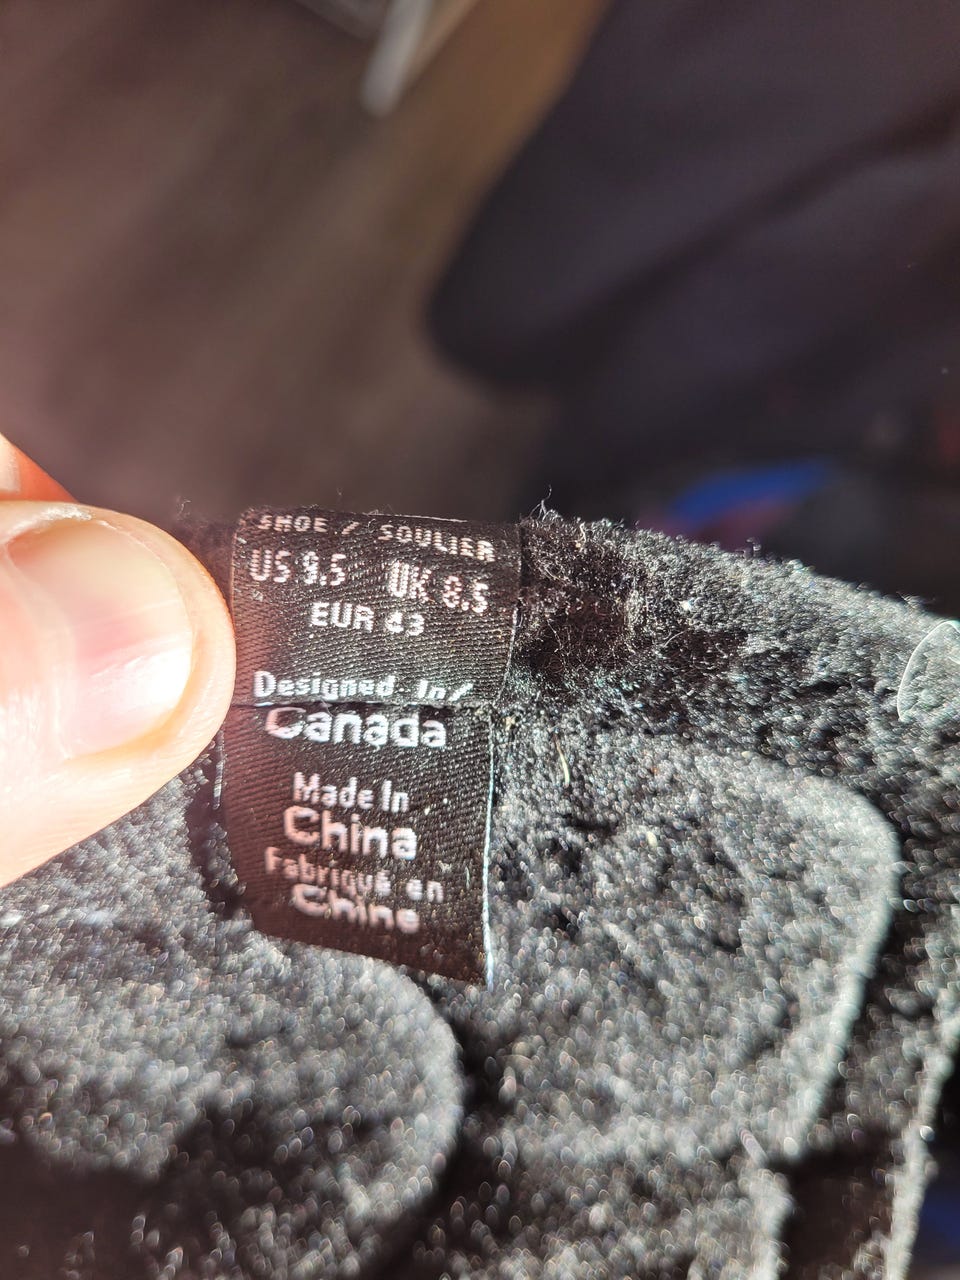 SHOE / SOULIER
US 9.5 UK 8.5
EUR 43
Designed In/
Canada
Made In
China
Fabriqué en
Chine